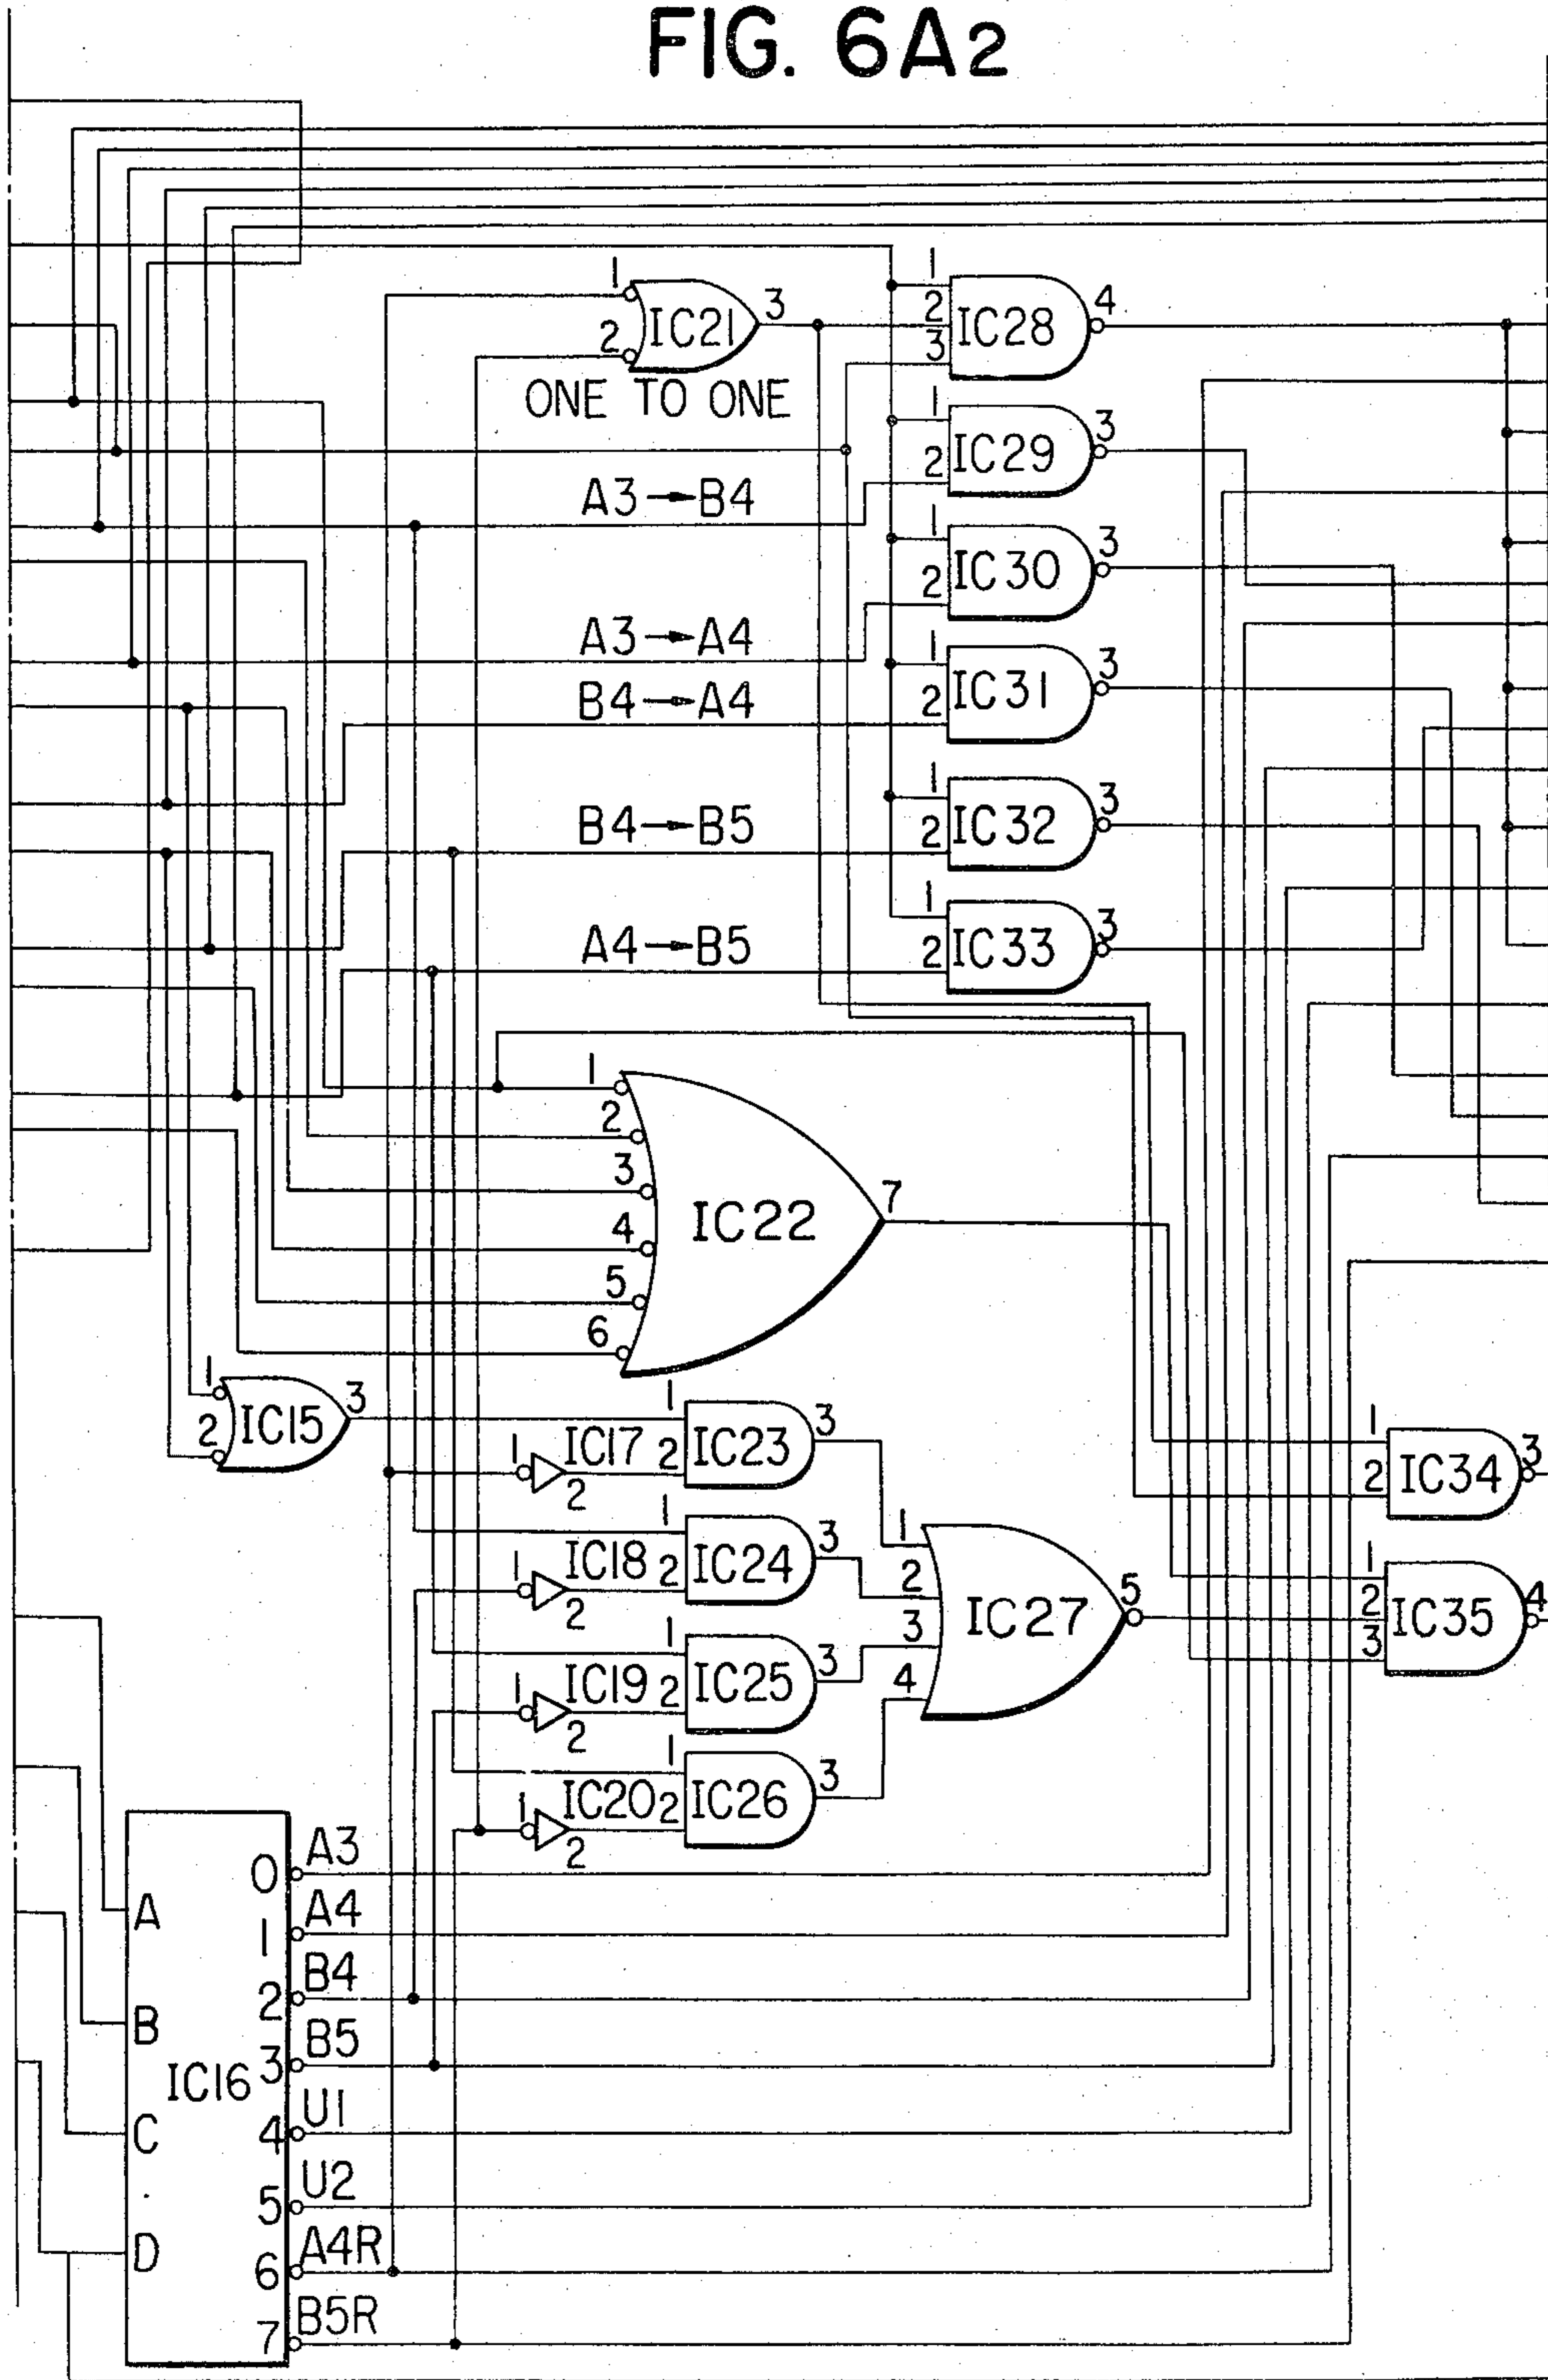 FIG. 6A2
1
2
IC21
3
ONE TO ONE
1
2
3
IC28
4
1
2
IC29
3
A3→B4
1
2
IC30
3
A3→A4
1
2
IC31
3
B4→A4
1
2
IC32
3
B4→B5
1
2
IC33
3
A4→B5
1
2
3
4
5
6
IC22
7
1
2
IC15
3
1
IC17
2
1
2
IC23
3
1
IC18
2
1
2
IC24
3
1
IC19
2
1
2
IC25
3
1
IC20
2
1
2
IC26
3
1
2
3
4
IC27
5
1
2
IC34
3
1
2
3
IC35
4
A
B
C
D
IC16
0 A3
1 A4
2 B4
3 B5
4 U1
5 U2
6 A4R
7 B5R